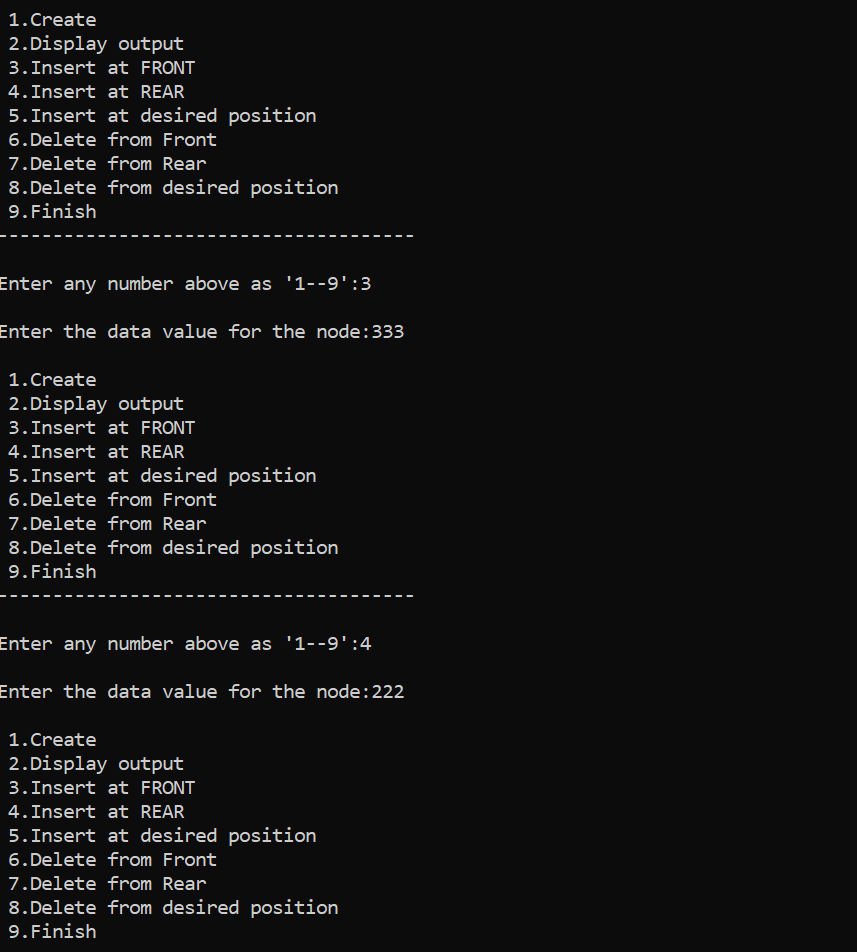 1.Create
2.Display output
3.Insert at FRONT
4.Insert at REAR
5.Insert at desired position
6.Delete from Front
7.Delete from Rear
8.Delete from desired position
9.Finish
--------------------------------------
Enter any number above as '1--9':3
Enter the data value for the node:333
1.Create
2.Display output
3.Insert at FRONT
4.Insert at REAR
5.Insert at desired position
6.Delete from Front
7.Delete from Rear
8.Delete from desired position
9.Finish
--------------------------------------
Enter any number above as '1--9':4
Enter the data value for the node:222
1.Create
2.Display output
3.Insert at FRONT
4.Insert at REAR
5.Insert at desired position
6.Delete from Front
7.Delete from Rear
8.Delete from desired position
9.Finish